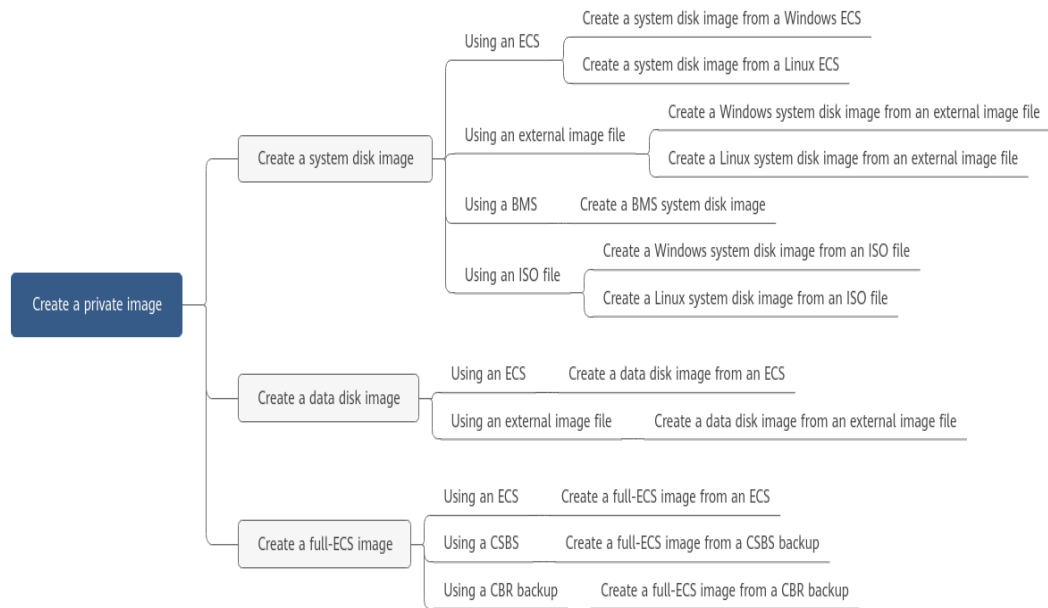 Create a private image
Create a system disk image
Using an ECS
Create a system disk image from a Windows ECS
Create a system disk image from a Linux ECS
Using an external image file
Create a Windows system disk image from an external image file
Create a Linux system disk image from an external image file
Using a BMS
Create a BMS system disk image
Using an ISO file
Create a Windows system disk image from an ISO file
Create a Linux system disk image from an ISO file
Create a data disk image
Using an ECS
Create a data disk image from an ECS
Using an external image file
Create a data disk image from an external image file
Create a full-ECS image
Using an ECS
Create a full-ECS image from an ECS
Using a CSBS
Create a full-ECS image from a CSBS backup
Using a CBR backup
Create a full-ECS image from a CBR backup